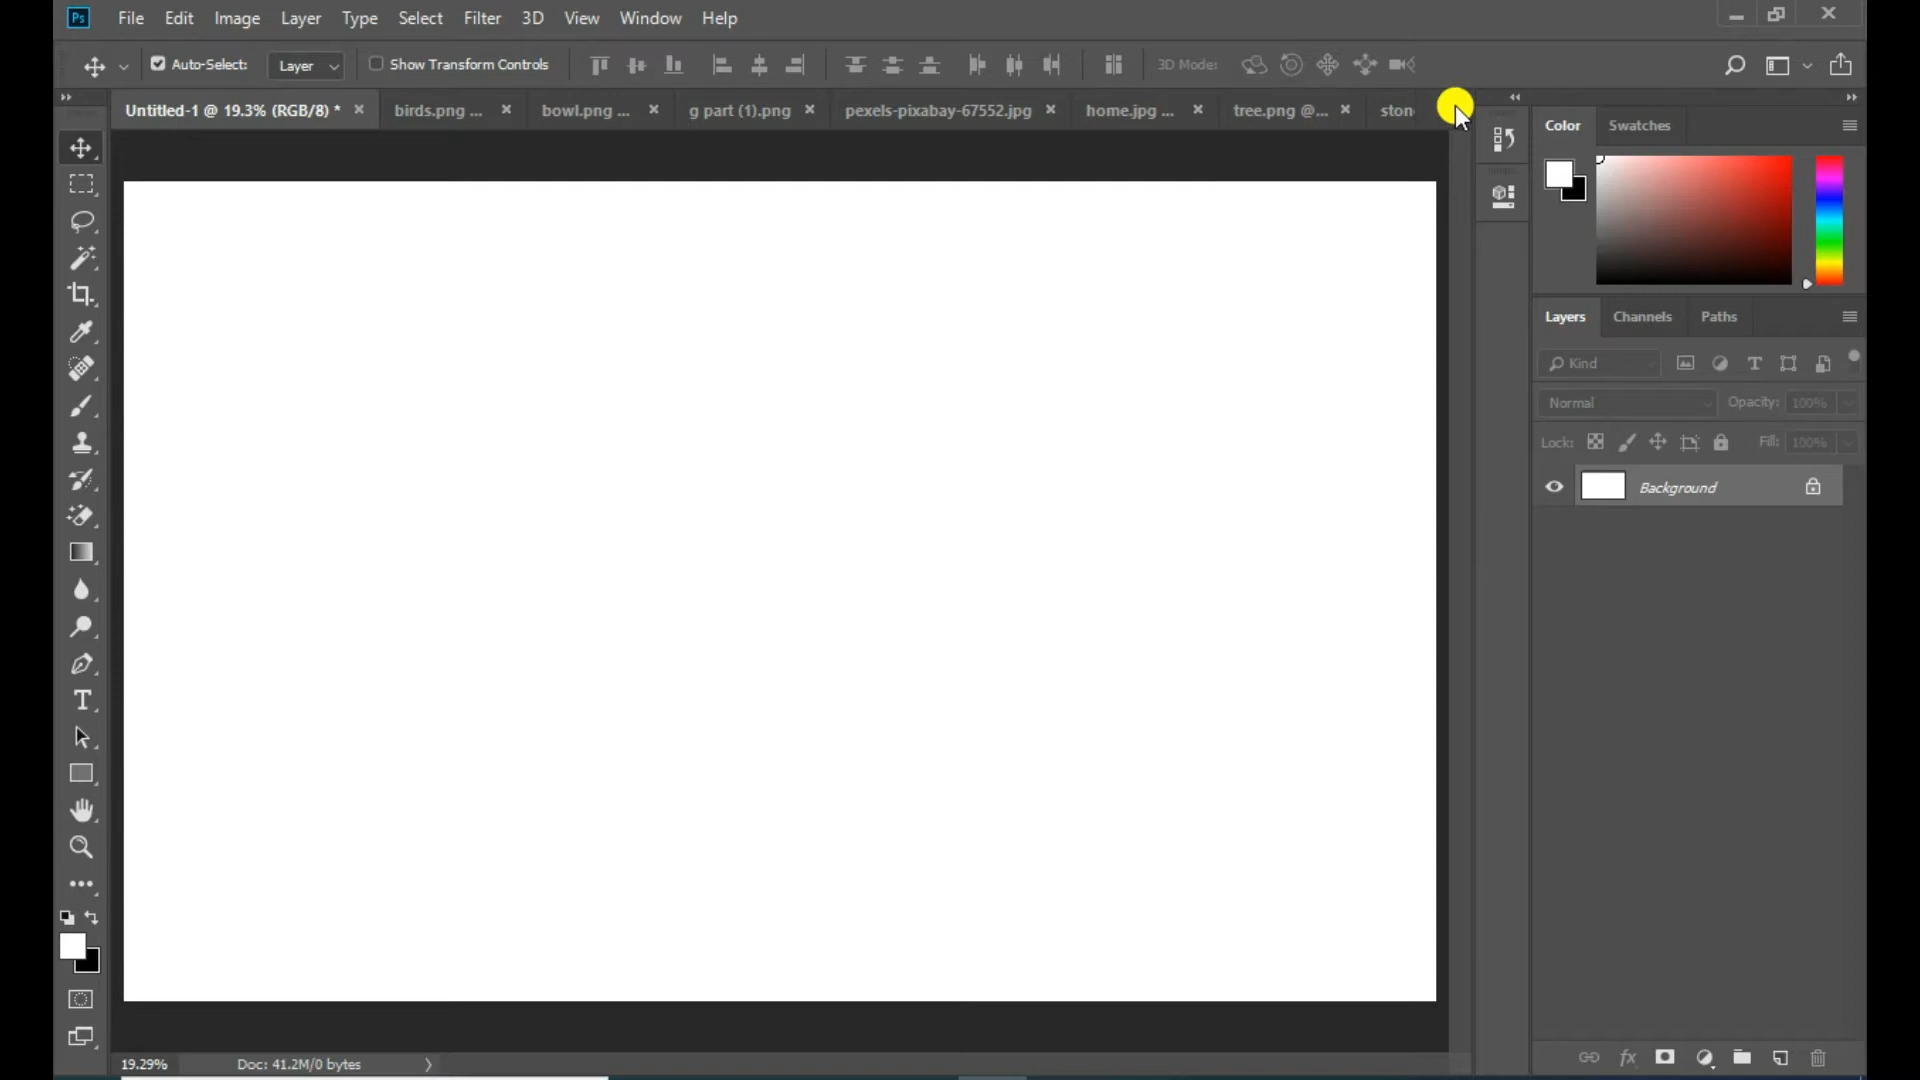 Ps File Edit Image Layer Type Select Filter 3D View Window Help
Auto-Select: Layer Show Transform Controls 3D Mode:
Untitled-1 @ 19.3% (RGB/8) * birds.png ... bowl.png ... g part (1).png pexels-pixabay-67552.jpg home.jpg ... tree.png @... ston
Color Swatches
Layers Channels Paths
Kind
Normal Opacity: 100%
Lock: Fill: 100%
Background
fx
19.29% Doc: 41.2M/0 bytes